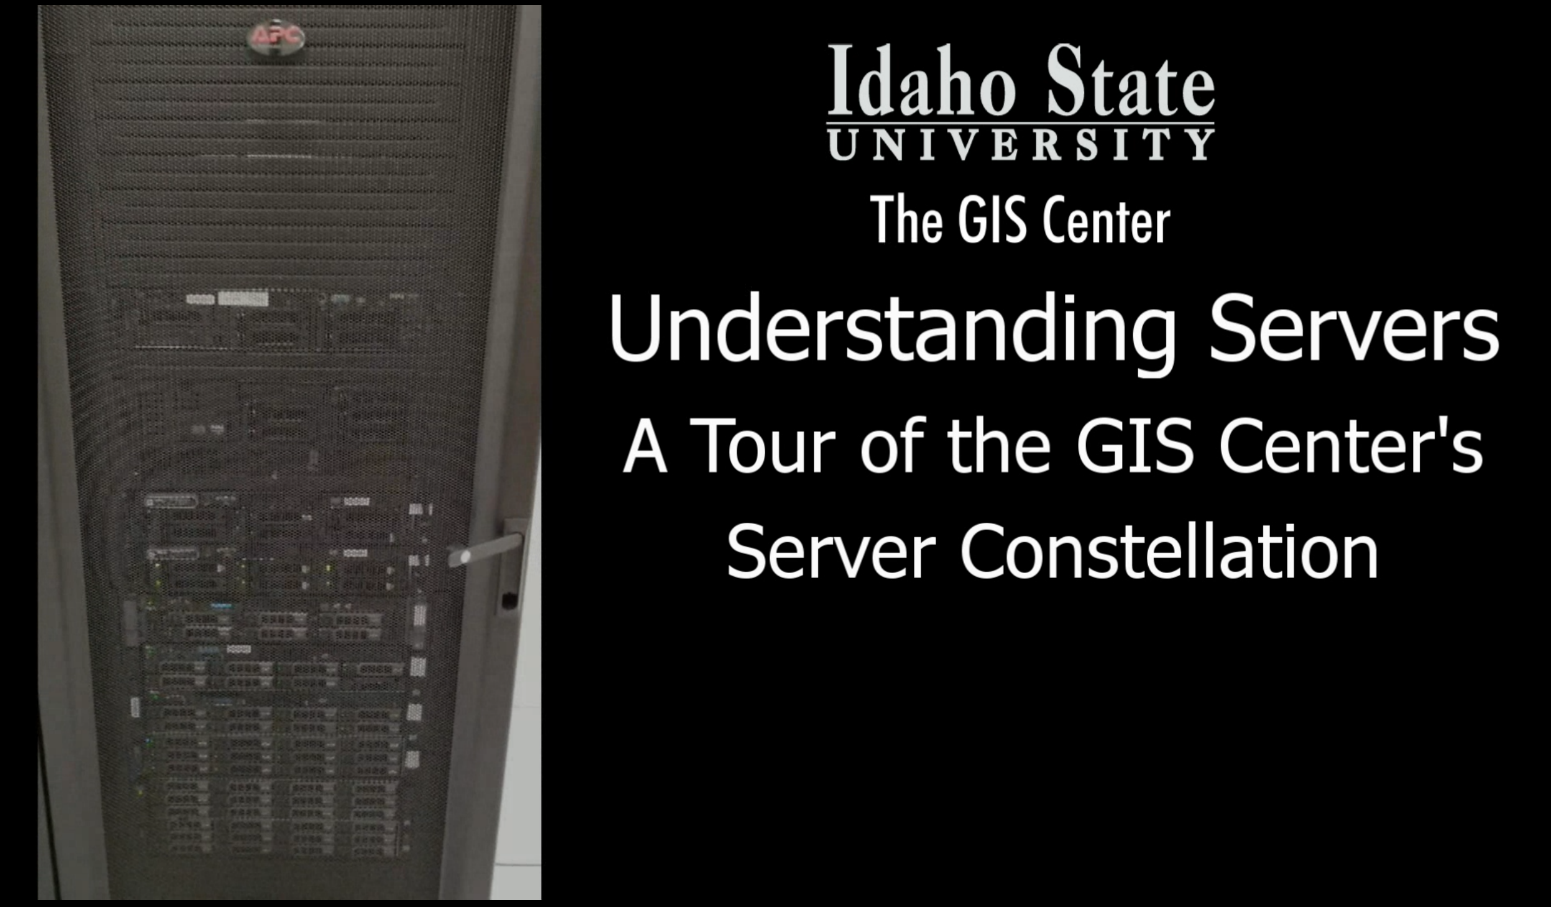 APC
Idaho State
UNIVERSITY
The GIS Center
Understanding Servers
A Tour of the GIS Center's
Server Constellation